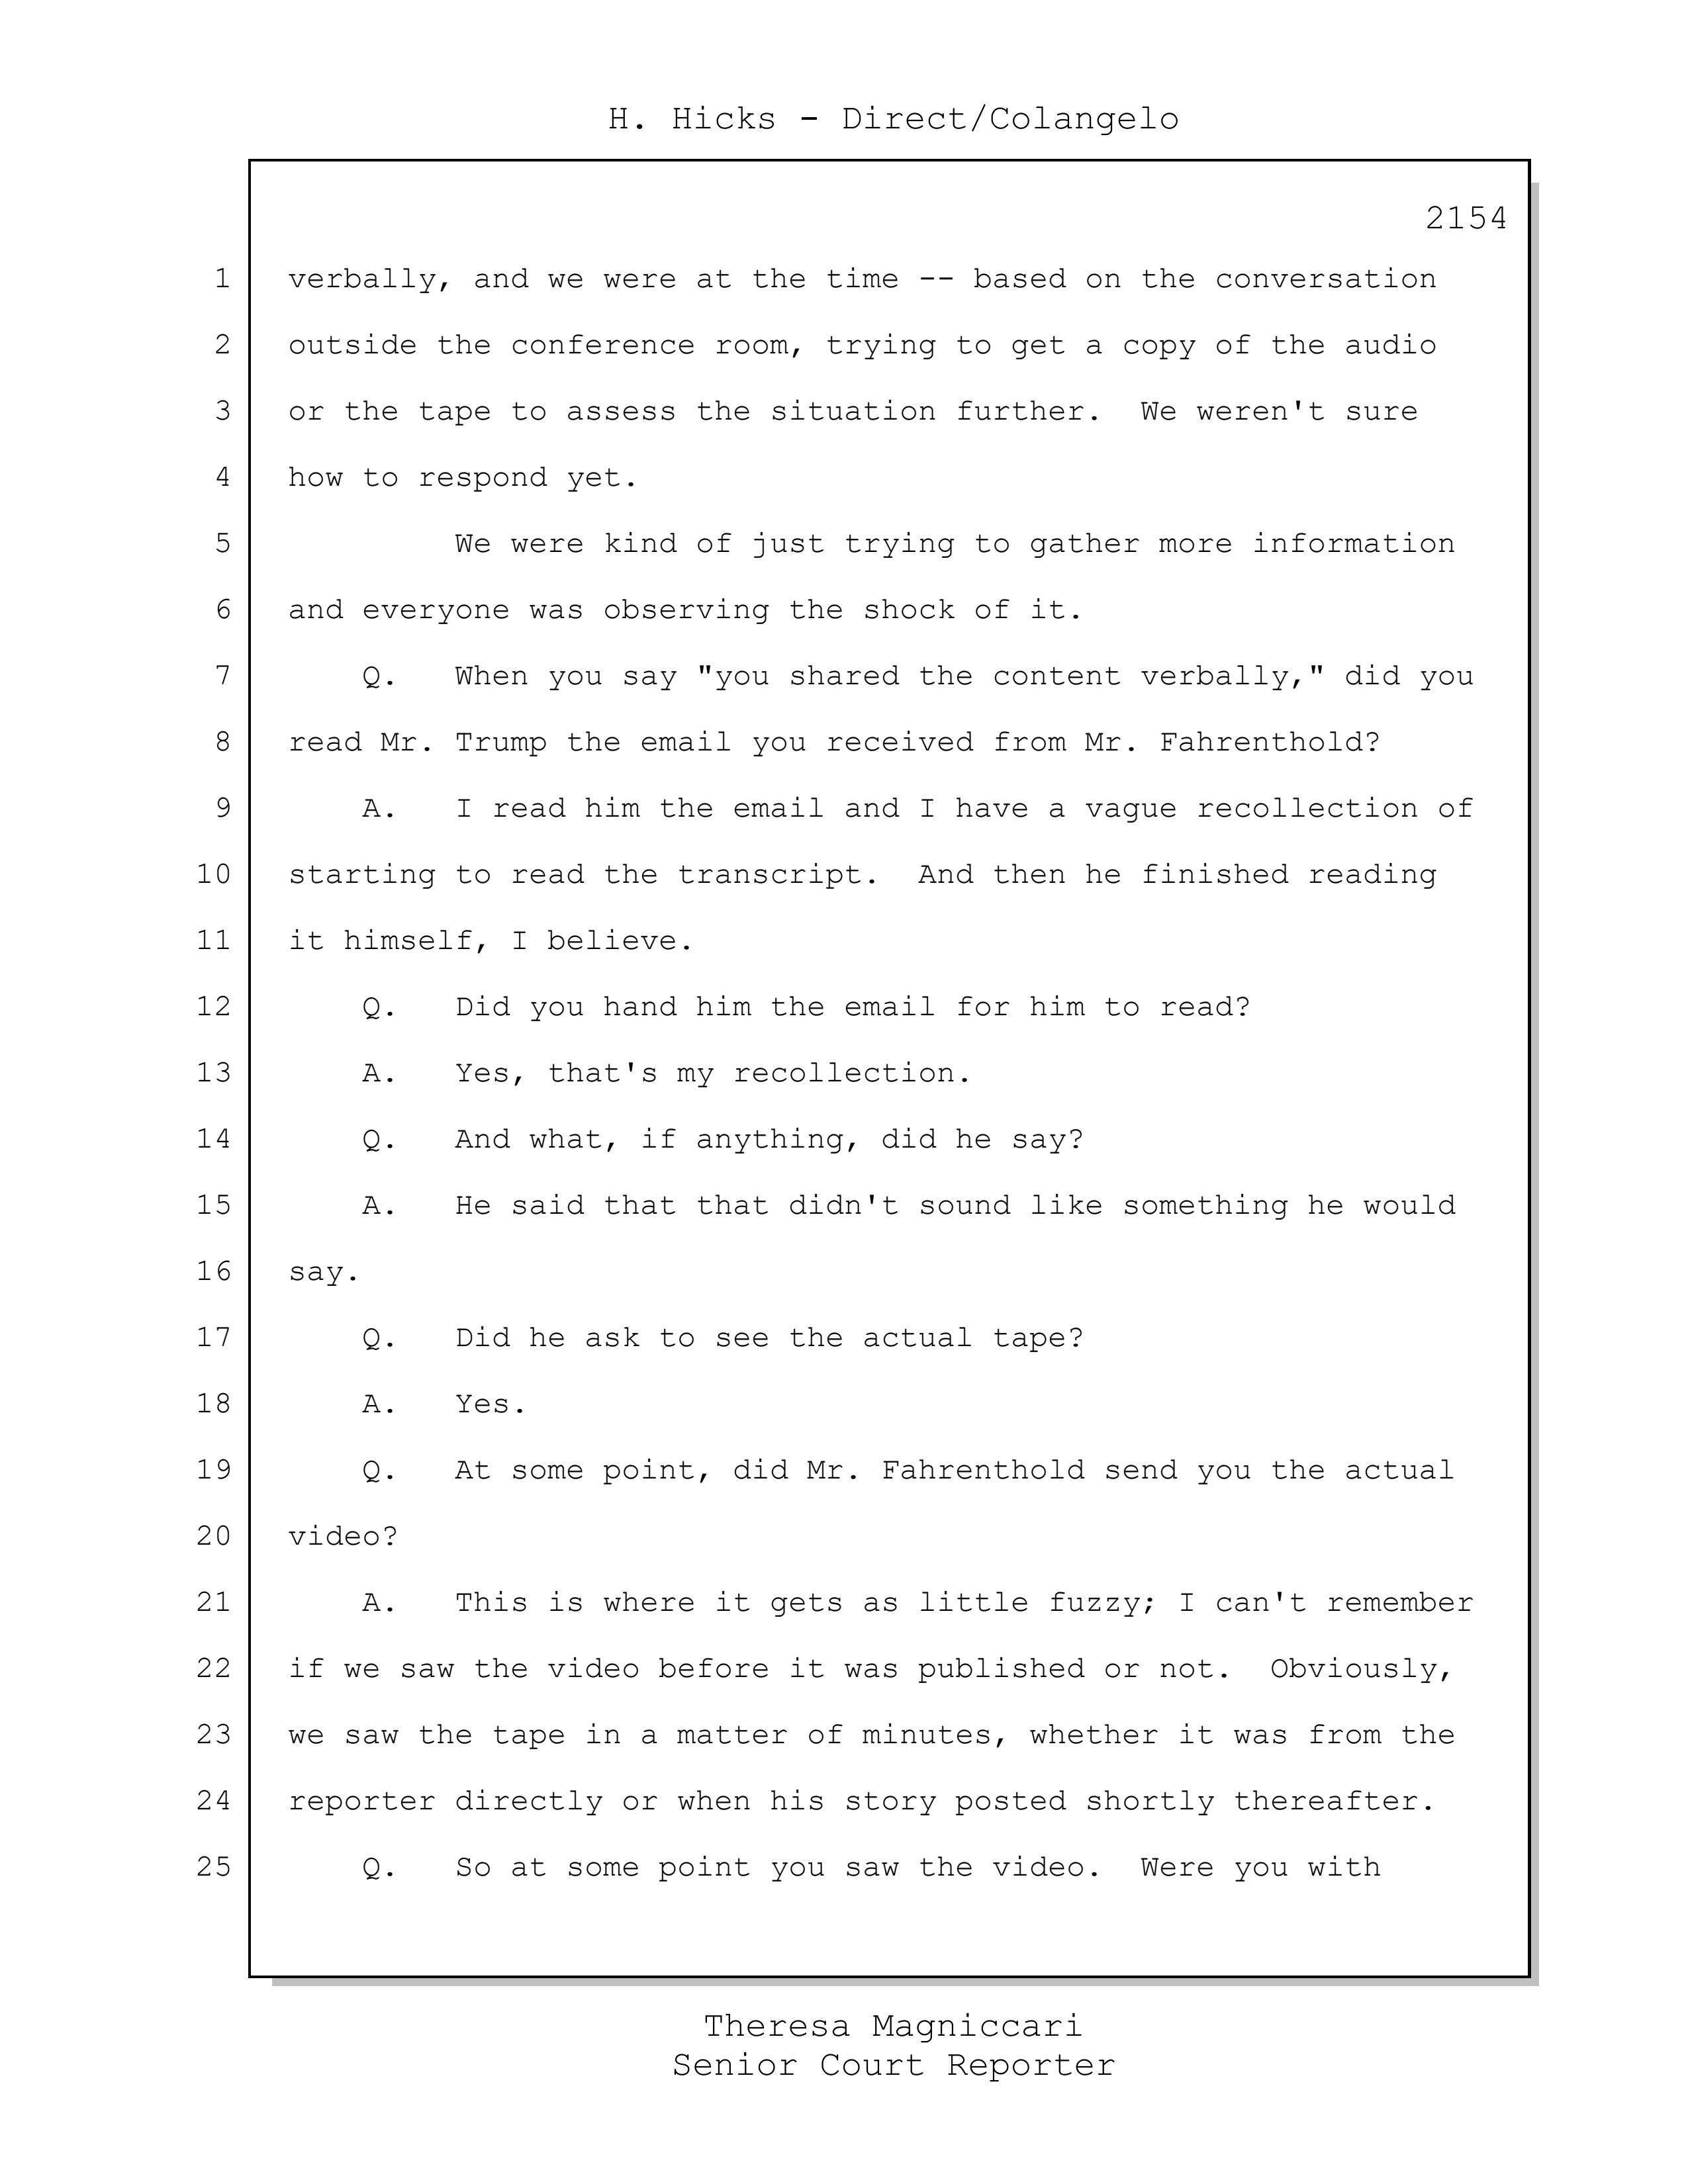 H. Hicks - Direct/Colangelo
2154
1 verbally, and we were at the time -- based on the conversation
2 outside the conference room, trying to get a copy of the audio
3 or the tape to assess the situation further.  We weren't sure
4 how to respond yet.
5 We were kind of just trying to gather more information
6 and everyone was observing the shock of it.
7 Q. When you say "you shared the content verbally," did you
8 read Mr. Trump the email you received from Mr. Fahrenthold?
9 A. I read him the email and I have a vague recollection of
10 starting to read the transcript.  And then he finished reading
11 it himself, I believe.
12 Q. Did you hand him the email for him to read?
13 A. Yes, that's my recollection.
14 Q. And what, if anything, did he say?
15 A. He said that that didn't sound like something he would
16 say.
17 Q. Did he ask to see the actual tape?
18 A. Yes.
19 Q. At some point, did Mr. Fahrenthold send you the actual
20 video?
21 A. This is where it gets as little fuzzy; I can't remember
22 if we saw the video before it was published or not.  Obviously,
23 we saw the tape in a matter of minutes, whether it was from the
24 reporter directly or when his story posted shortly thereafter.
25 Q. So at some point you saw the video.  Were you with
Theresa Magniccari
Senior Court Reporter